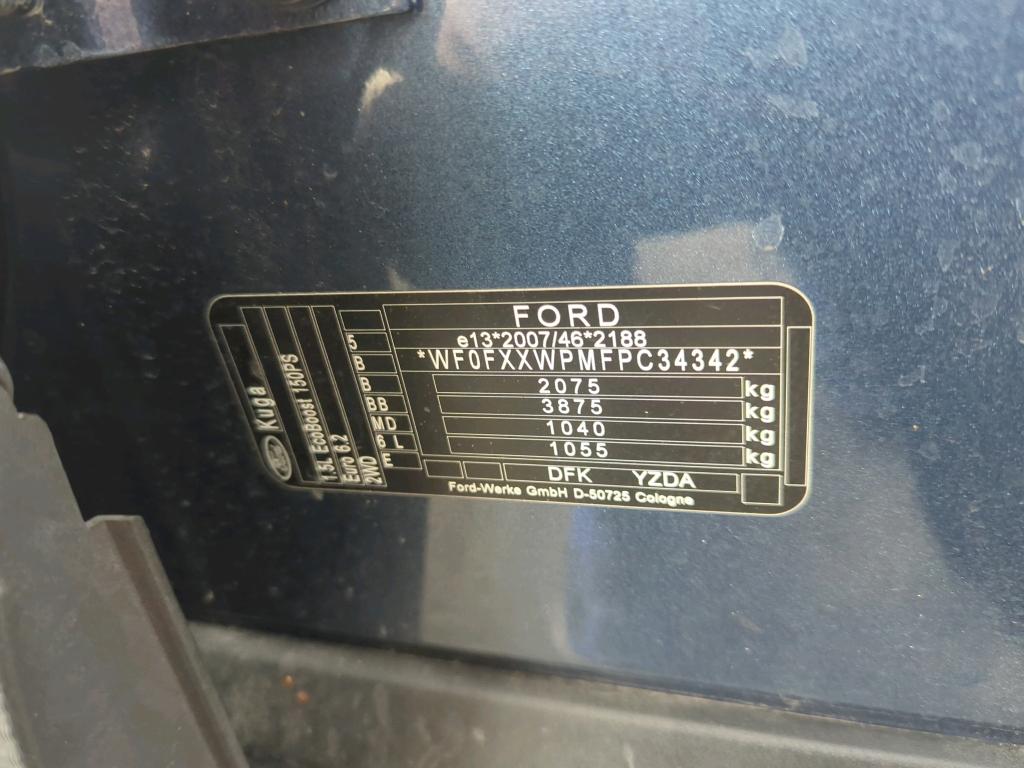 FORD
e13*2007/46*2188
*WF0FXXWPMFPC34342*
2075 kg
3875 kg
1040 kg
1055 kg
DFK YZDA
Ford-Werke GmbH D-50725 Cologne
5
B
B
BB
MD
6 L
F
Kuga
1.5L EcoBoost 150PS
Euro 6.2
2WD